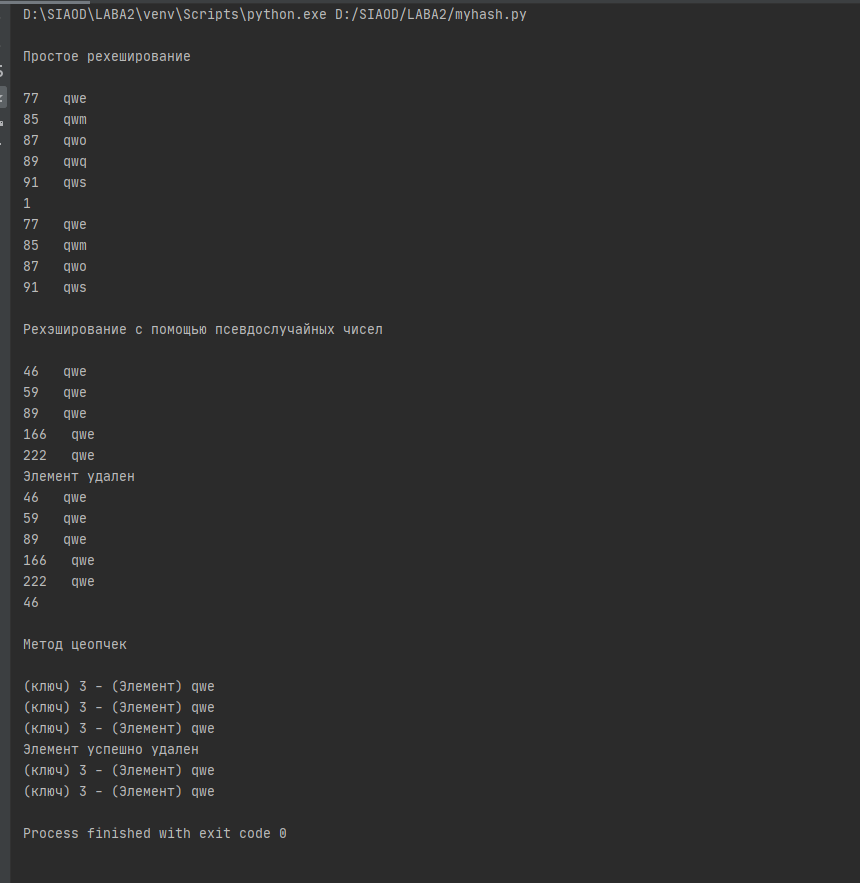 D:\SIAOD\LABA2\venv\Scripts\python.exe D:/SIAOD/LABA2/myhash.py
Простое рехеширование
77   qwe
85   qwm
87   qwo
89   qwq
91   qws
1
77   qwe
85   qwm
87   qwo
91   qws
Рехэширование с помощью псевдослучайных чисел
46   qwe
59   qwe
89   qwe
166   qwe
222   qwe
Элемент удален
46   qwe
59   qwe
89   qwe
166   qwe
222   qwe
46
Метод цеопчек
(ключ) 3 - (Элемент) qwe
(ключ) 3 - (Элемент) qwe
(ключ) 3 - (Элемент) qwe
Элемент успешно удален
(ключ) 3 - (Элемент) qwe
(ключ) 3 - (Элемент) qwe
Process finished with exit code 0